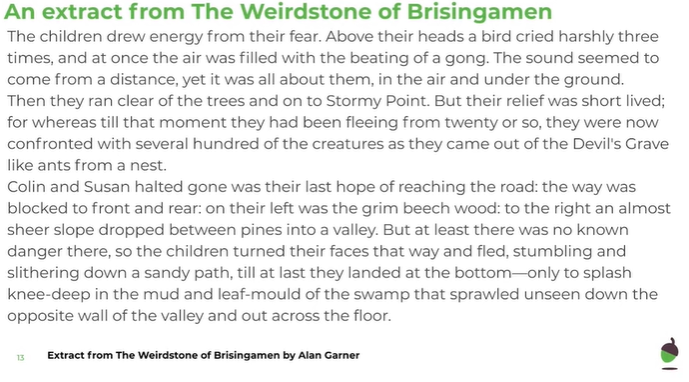 An extract from The Weirdstone of Brisingamen
The children drew energy from their fear. Above their heads a bird cried harshly three
times, and at once the air was filled with the beating of a gong. The sound seemed to
come from a distance, yet it was all about them, in the air and under the ground.
Then they ran clear of the trees and on to Stormy Point. But their relief was short lived;
for whereas till that moment they had been fleeing from twenty or so, they were now
confronted with several hundred of the creatures as they came out of the Devil's Grave
like ants from a nest.
Colin and Susan halted gone was their last hope of reaching the road: the way was
blocked to front and rear: on their left was the grim beech wood: to the right an almost
sheer slope dropped between pines into a valley. But at least there was no known
danger there, so the children turned their faces that way and fled, stumbling and
slithering down a sandy path, till at last they landed at the bottom—only to splash
knee-deep in the mud and leaf-mould of the swamp that sprawled unseen down the
opposite wall of the valley and out across the floor.
13 Extract from The Weirdstone of Brisingamen by Alan Garner